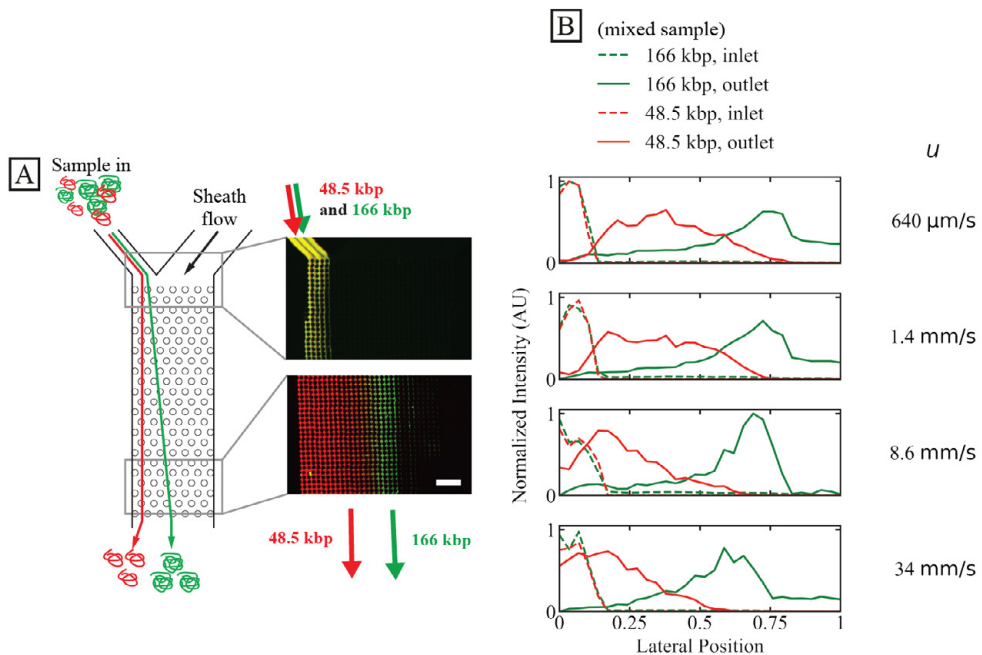 A
Sample in
Sheath
flow
48.5 kbp
and 166 kbp
48.5 kbp
166 kbp
B
(mixed sample)
166 kbp, inlet
166 kbp, outlet
48.5 kbp, inlet
48.5 kbp, outlet
u
1
0
640 μm/s
1
0
1.4 mm/s
1
0
8.6 mm/s
1
0
34 mm/s
0 0.25 0.5 0.75 1
Lateral Position
Normalized Intensity (AU)